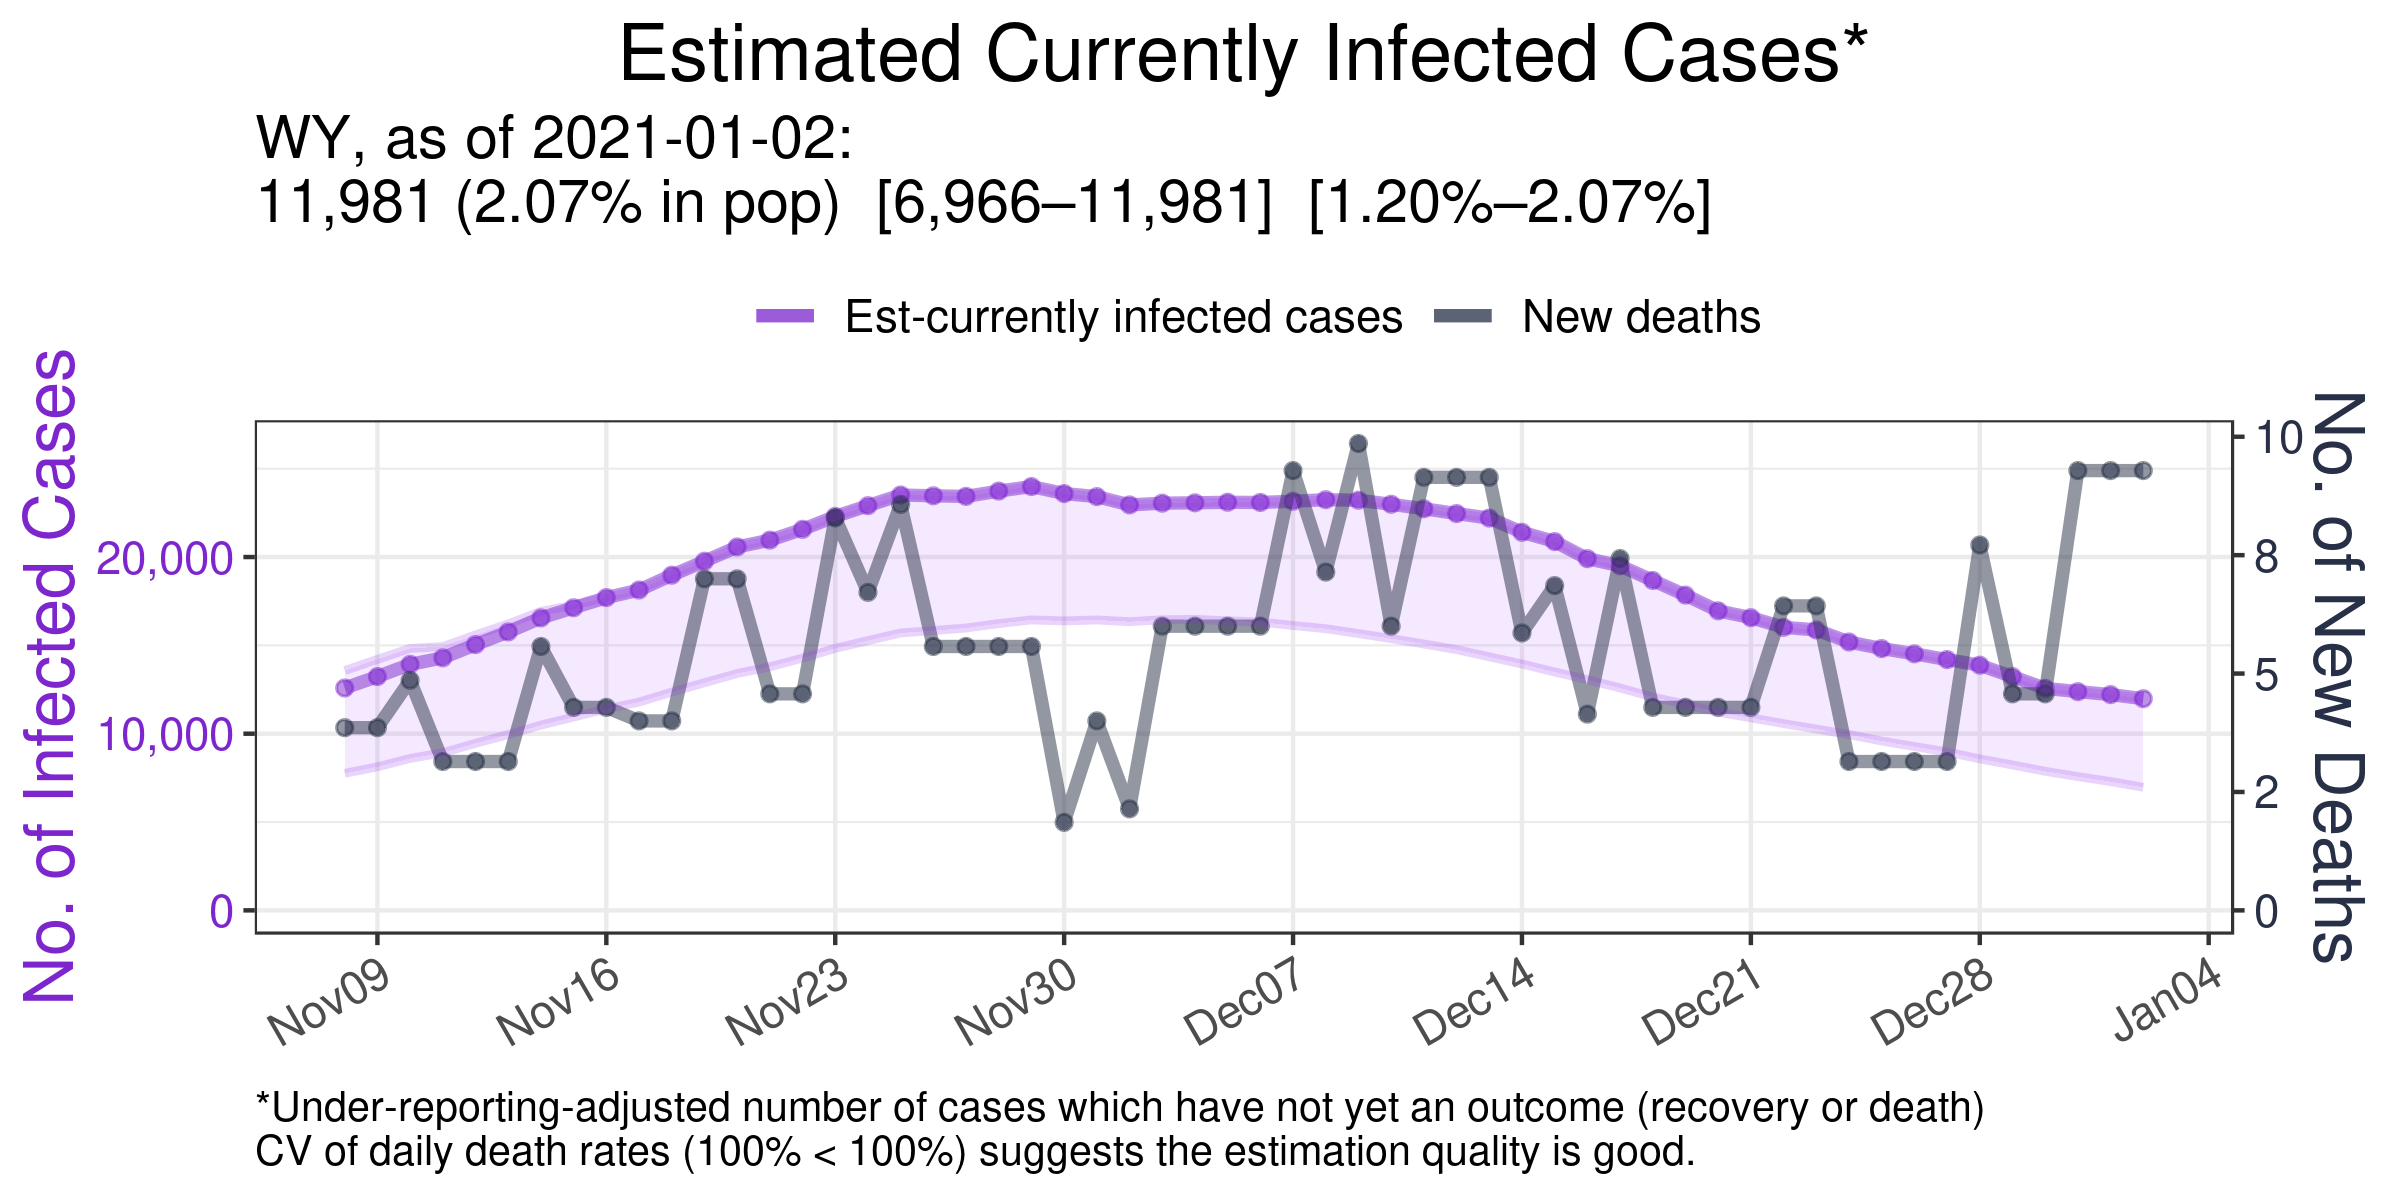 Estimated Currently Infected Cases*
WY, as of 2021-01-02:
11,981 (2.07% in pop)  [6,966–11,981]  [1.20%–2.07%]
Est-currently infected cases
New deaths
No. of Infected Cases
20,000
10,000
0
10
8
5
2
0
No. of New Deaths
Nov09
Nov16
Nov23
Nov30
Dec07
Dec14
Dec21
Dec28
Jan04
*Under-reporting-adjusted number of cases which have not yet an outcome (recovery or death)
CV of daily death rates (100% < 100%) suggests the estimation quality is good.